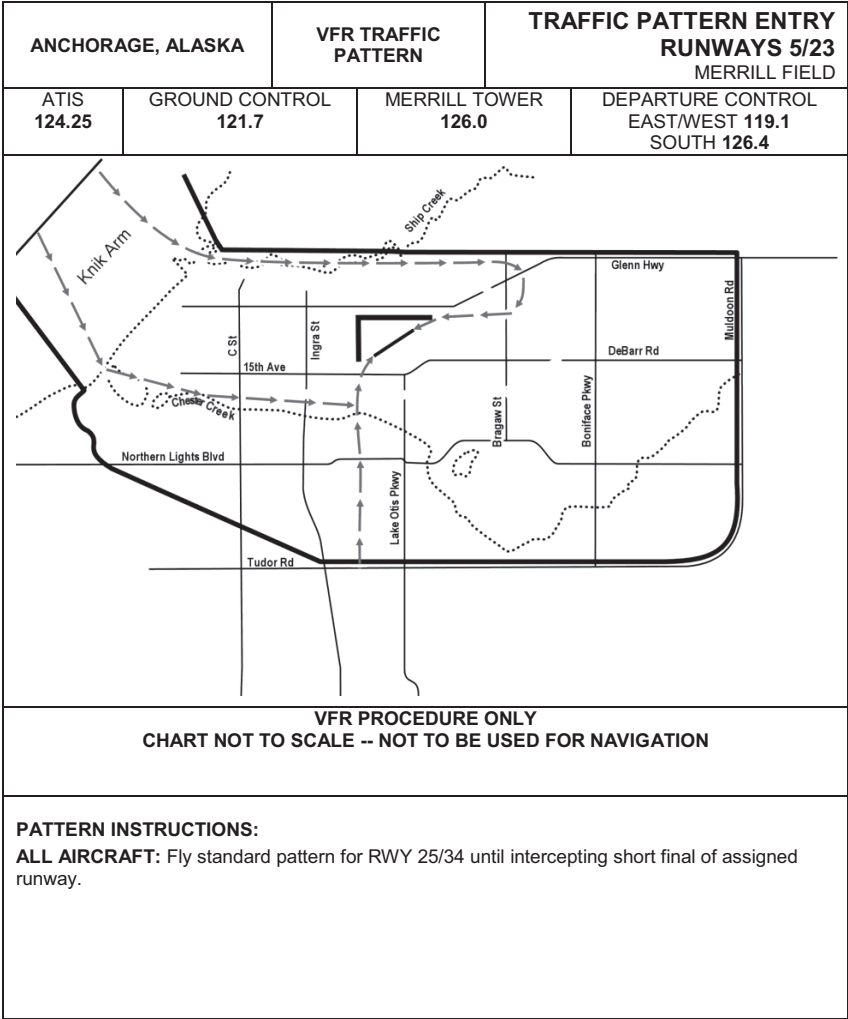 ANCHORAGE, ALASKA
VFR TRAFFIC
PATTERN
TRAFFIC PATTERN ENTRY
RUNWAYS 5/23
MERRILL FIELD
ATIS
124.25
GROUND CONTROL
121.7
MERRILL TOWER
126.0
DEPARTURE CONTROL
EAST/WEST 119.1
SOUTH 126.4
Ship Creek
Knik Arm
Glenn Hwy
Muldoon Rd
C St
Ingra St
DeBarr Rd
15th Ave
Chester Creek
Bragaw St
Boniface Pkwy
Northern Lights Blvd
Lake Otis Pkwy
Tudor Rd
VFR PROCEDURE ONLY
CHART NOT TO SCALE -- NOT TO BE USED FOR NAVIGATION
PATTERN INSTRUCTIONS:
ALL AIRCRAFT: Fly standard pattern for RWY 25/34 until intercepting short final of assigned
runway.